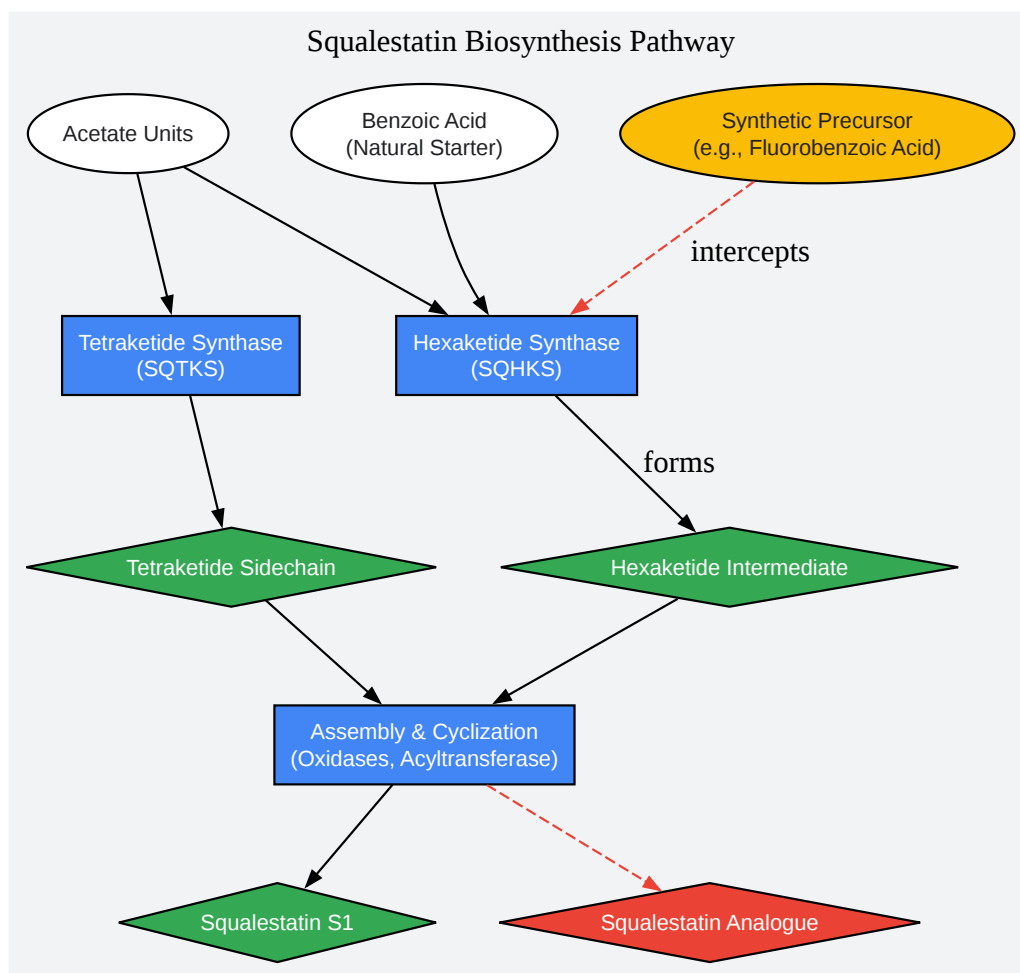 Squalestatin Biosynthesis Pathway
Acetate Units
Benzoic Acid
(Natural Starter)
Synthetic Precursor
(e.g., Fluorobenzoic Acid)
intercepts
Tetraketide Synthase
(SQTKS)
Hexaketide Synthase
(SQHKS)
forms
Tetraketide Sidechain
Hexaketide Intermediate
Assembly & Cyclization
(Oxidases, Acyltransferase)
Squalestatin S1
Squalestatin Analogue